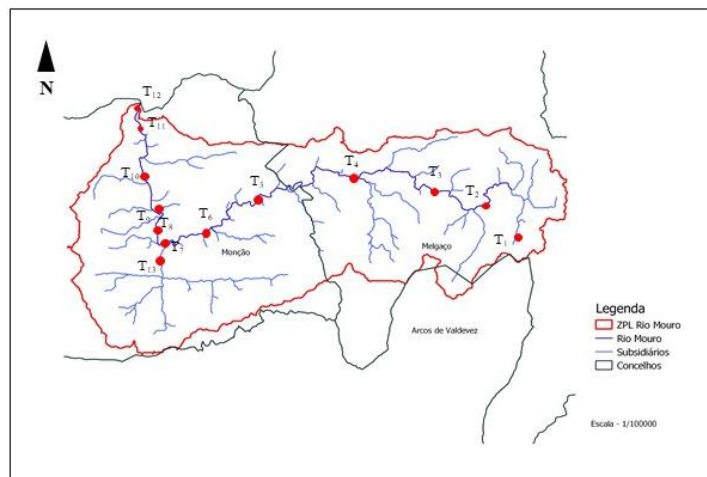 T12
T11
N
T4
T3
T10
T5
T2
T9
T8
T6
T1
T7
Monção
Melgaço
T13
Legenda
ZPL Rio Mouro
Arcos de Valdevez
Rio Mouro
Subsidiários
Concelhos
Escala - 1/100000